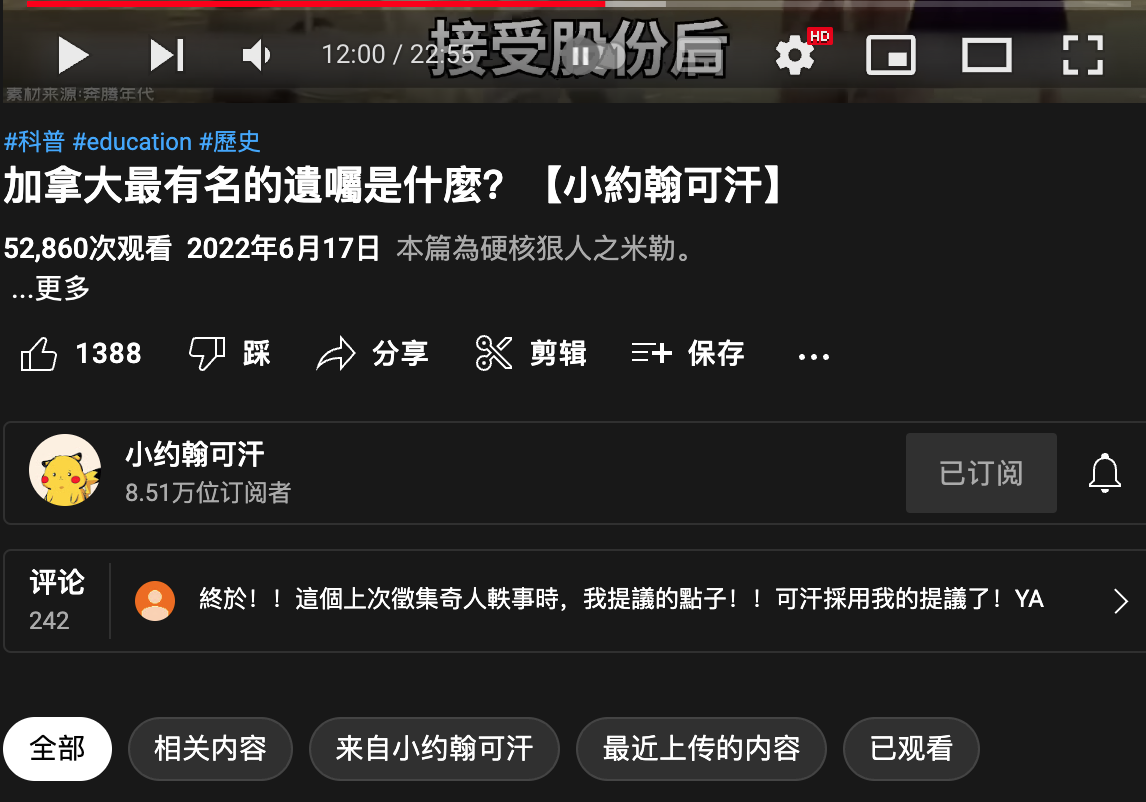 接受股份后
12:00 / 22:55
HD
素材来源:奔腾年代
#科普 #education #歷史
加拿大最有名的遺囑是什麼？【小約翰可汗】
52,860次观看 2022年6月17日 本篇為硬核狠人之米勒。
...更多
1388 踩 分享 剪辑 保存
小约翰可汗
8.51万位订阅者
已订阅
评论
242
終於！！這個上次徵集奇人軼事時，我提議的點子！！可汗採用我的提議了！YA
全部 相关内容 来自小约翰可汗 最近上传的内容 已观看